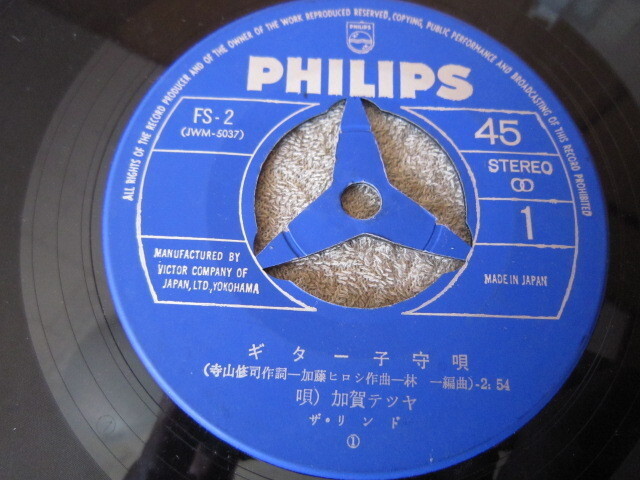 ALL RIGHTS OF THE RECORD PRODUCER AND OF THE OWNER OF THE WORK REPRODUCED RESERVED, COPYING, PUBLIC PERFORMANCE AND BROADCASTING OF THIS RECORD PROHIBITED
PHILIPS
PHILIPS
FS-2
(JWM-5037)
45
STEREO
1
MANUFACTURED BY
VICTOR COMPANY OF
JAPAN, LTD., YOKOHAMA
MADE IN JAPAN
ギター子守唄
(寺山修司作詞—加藤ヒロシ作曲—林 一編曲)-2:54
唄) 加賀テツヤ
ザ・リンド
①